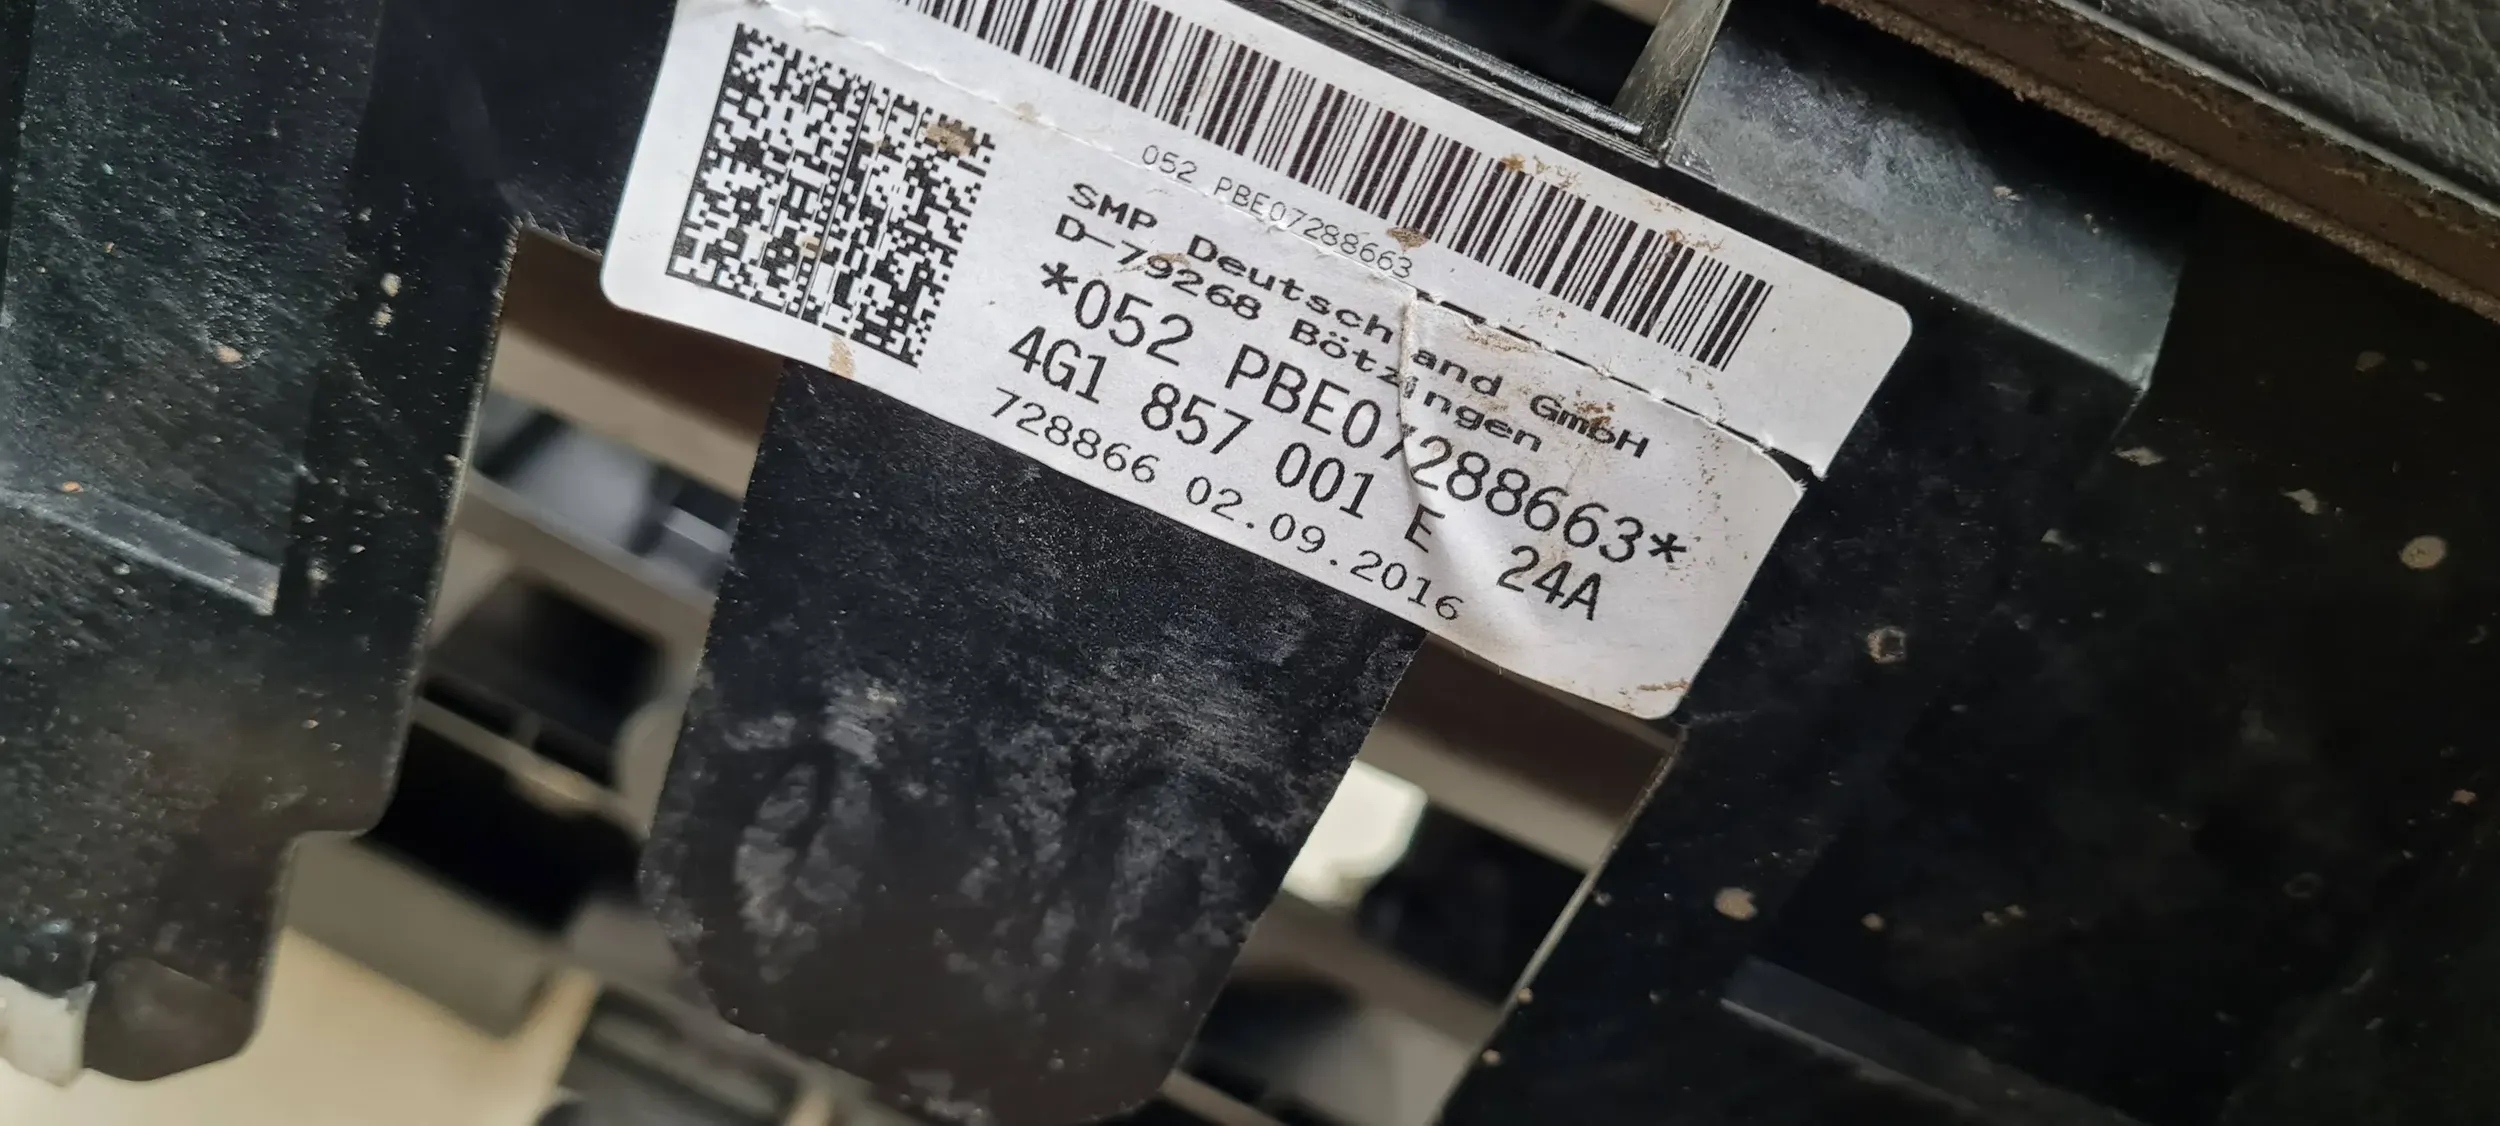 052 PBE07288663
SMP Deutschland GmbH
D-79268 Bötzingen
*052 PBE07288663*
4G1 857 001 E 24A
728866 02.09.2016